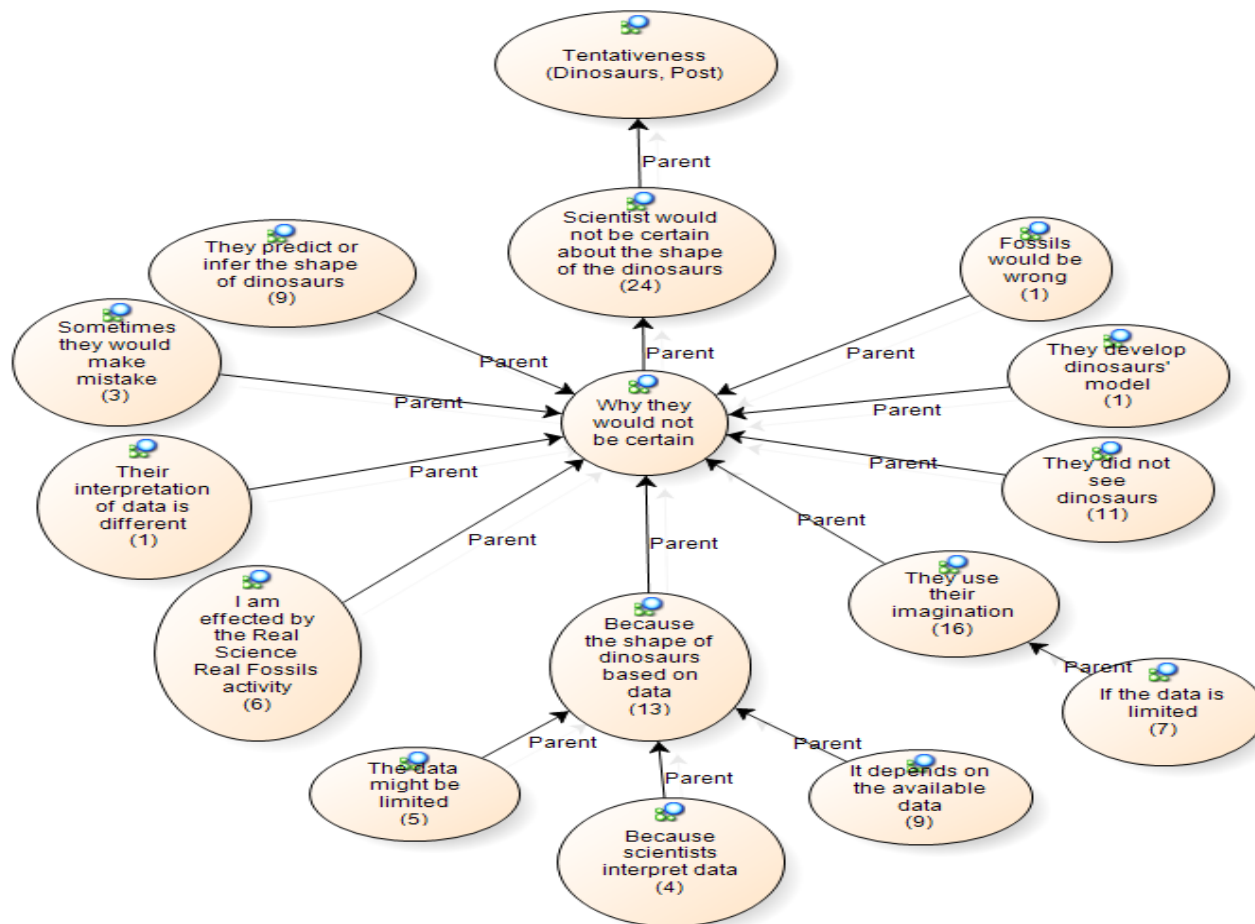 Tentativeness
(Dinosaurs, Post)
Parent
Scientist would
not be certain
about the shape
of the dinosaurs
(24)
Parent
Why they
would not
be certain
They predict or
infer the shape
of dinosaurs
(9)
Parent
Sometimes
they would
make
mistake
(3)
Parent
Their
interpretation
of data is
different
(1)
Parent
I am
effected by
the Real
Science
Real Fossils
activity
(6)
Parent
Because
the shape of
dinosaurs
based on
data
(13)
Parent
The data
might be
limited
(5)
Parent
Because
scientists
interpret data
(4)
Parent
It depends on
the available
data
(9)
Parent
They use
their
imagination
(16)
Parent
If the data is
limited
(7)
Parent
They did not
see
dinosaurs
(11)
Parent
They develop
dinosaurs'
model
(1)
Parent
Fossils
would be
wrong
(1)
Parent